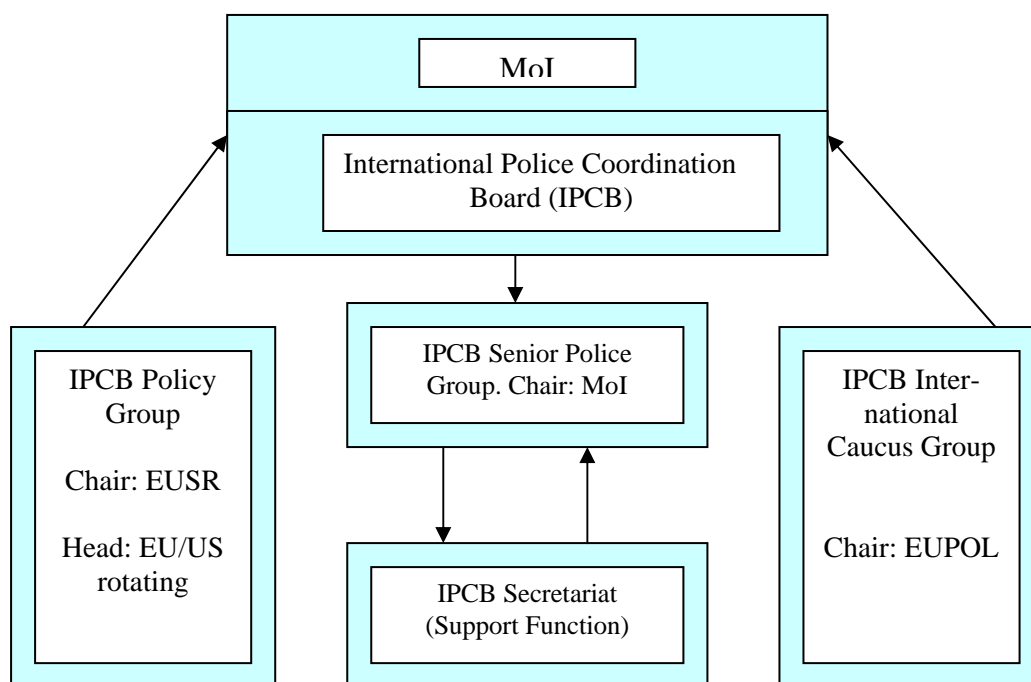 MoI
International Police Coordination
Board (IPCB)
IPCB Policy
Group
Chair: EUSR
Head: EU/US
rotating
IPCB Senior Police
Group. Chair: MoI
IPCB Inter-
national
Caucus Group
Chair: EUPOL
IPCB Secretariat
(Support Function)